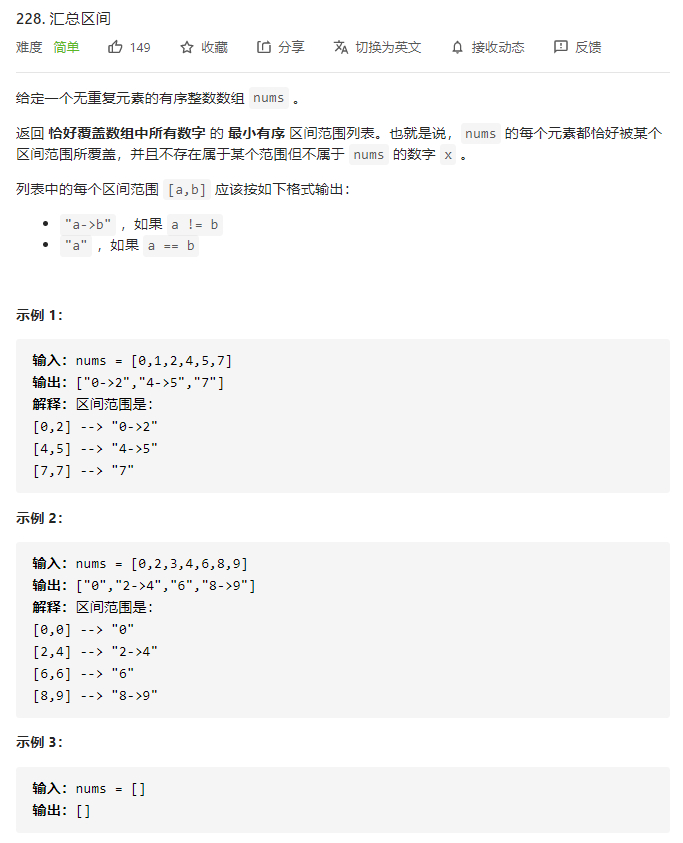 228. 汇总区间
难度 简单 149 收藏 分享 切换为英文 接收动态 反馈
给定一个无重复元素的有序整数数组 nums 。
返回 恰好覆盖数组中所有数字 的 最小有序 区间范围列表。也就是说，nums 的每个元素都恰好被某个
区间范围所覆盖，并且不存在属于某个范围但不属于 nums 的数字 x 。
列表中的每个区间范围 [a,b] 应该按如下格式输出：
• "a->b" ，如果 a != b
• "a" ，如果 a == b
示例 1：
输入：nums = [0,1,2,4,5,7]
输出：["0->2","4->5","7"]
解释：区间范围是：
[0,2] --> "0->2"
[4,5] --> "4->5"
[7,7] --> "7"
示例 2：
输入：nums = [0,2,3,4,6,8,9]
输出：["0","2->4","6","8->9"]
解释：区间范围是：
[0,0] --> "0"
[2,4] --> "2->4"
[6,6] --> "6"
[8,9] --> "8->9"
示例 3：
输入：nums = []
输出：[]